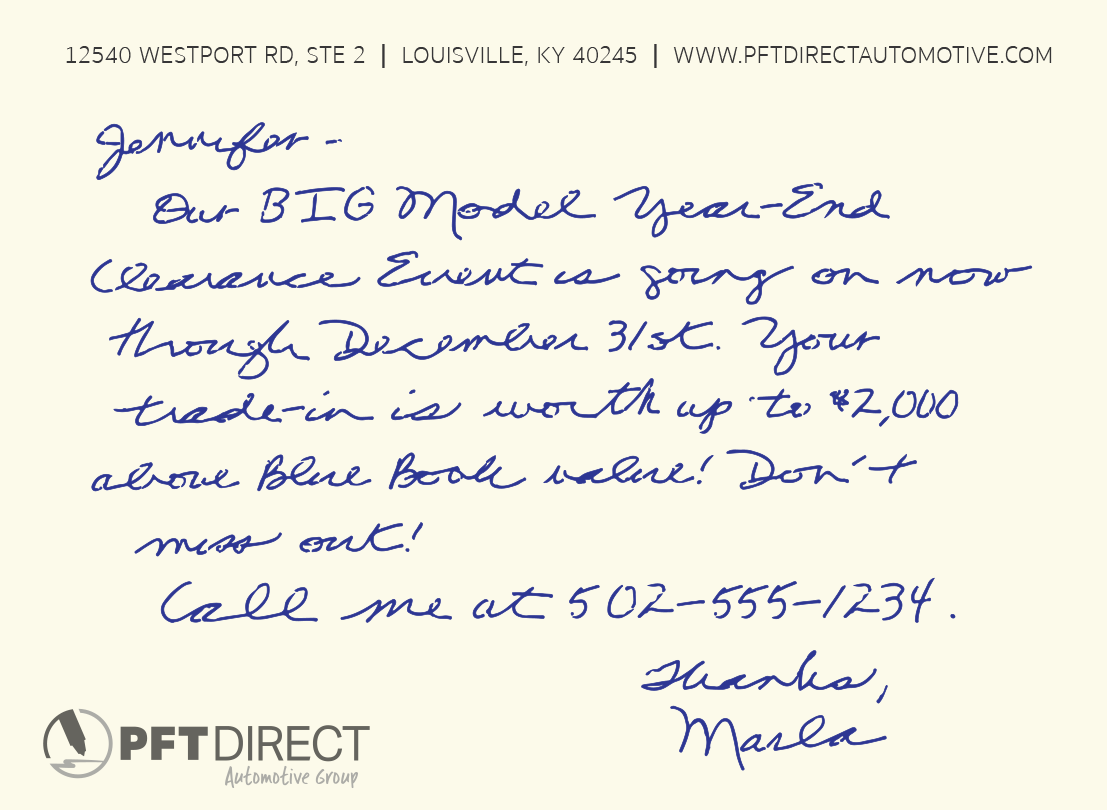 12540 WESTPORT RD, STE 2 | LOUISVILLE, KY 40245 | WWW.PFTDIRECTAUTOMOTIVE.COM
Jennifer -
Our BIG Model Year-End
Clearance Event is going on now
through December 31st. Your
trade-in is worth up to $2,000
above Blue Book value! Don't
miss out!
Call me at 502-555-1234.
Thanks,
Marla
PFT DIRECT
Automotive Group